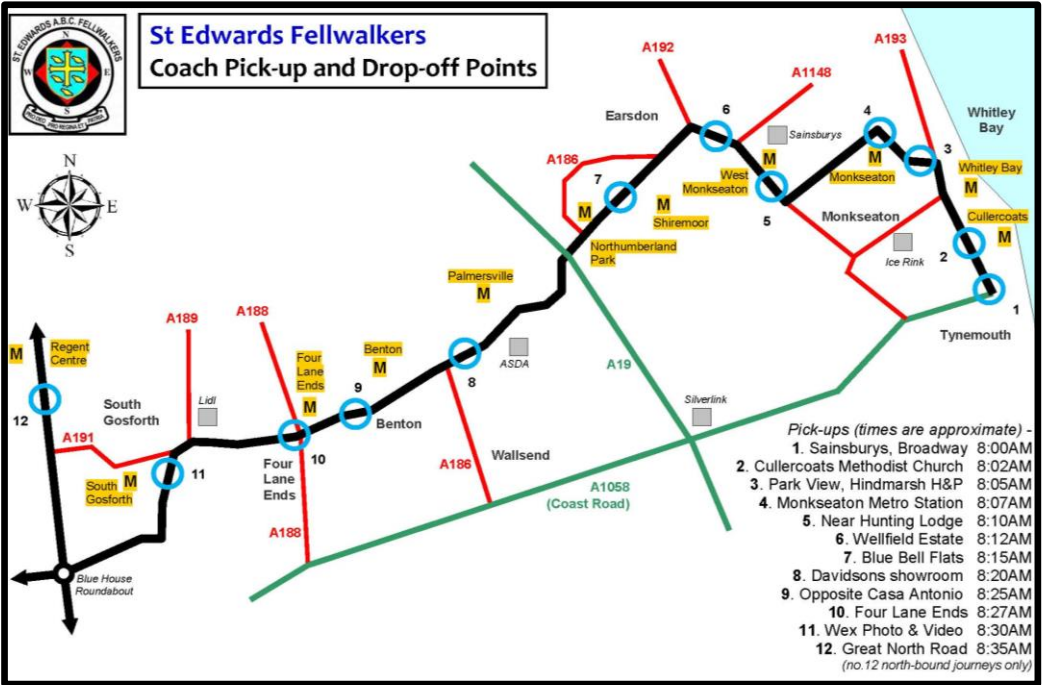 ST. EDWARDS A.B.C. FELLWALKERS
N
W
E
S
PRO DEO PRO REGINA ET PATRIA
St Edwards Fellwalkers
Coach Pick-up and Drop-off Points
N
W
E
S
A192
A193
A1148
Whitley
Bay
Earsdon
6
Sainsburys
4
3
A186
7
M
West
Monkseaton
M
Monkseaton
Whitley Bay
M
M
M
Shiremoor
5
Monkseaton
Cullercoats
M
Northumberland
Park
Ice Rink
2
Palmersville
M
1
Tynemouth
A189
A188
M
Regent
Centre
Four
Lane
Ends
M
Benton
M
ASDA
A19
9
8
12
South
Gosforth
Lidl
Benton
Silverlink
A191
10
South
Gosforth
M
11
Four
Lane
Ends
A186
Wallsend
A1058
(Coast Road)
A188
Blue House
Roundabout
Pick-ups (times are approximate) -
1. Sainsburys, Broadway 8:00AM
2. Cullercoats Methodist Church 8:02AM
3. Park View, Hindmarsh H&P 8:05AM
4. Monkseaton Metro Station 8:07AM
5. Near Hunting Lodge 8:10AM
6. Wellfield Estate 8:12AM
7. Blue Bell Flats 8:15AM
8. Davidsons showroom 8:20AM
9. Opposite Casa Antonio 8:25AM
10. Four Lane Ends 8:27AM
11. Wex Photo & Video 8:30AM
12. Great North Road 8:35AM
(no.12 north-bound journeys only)